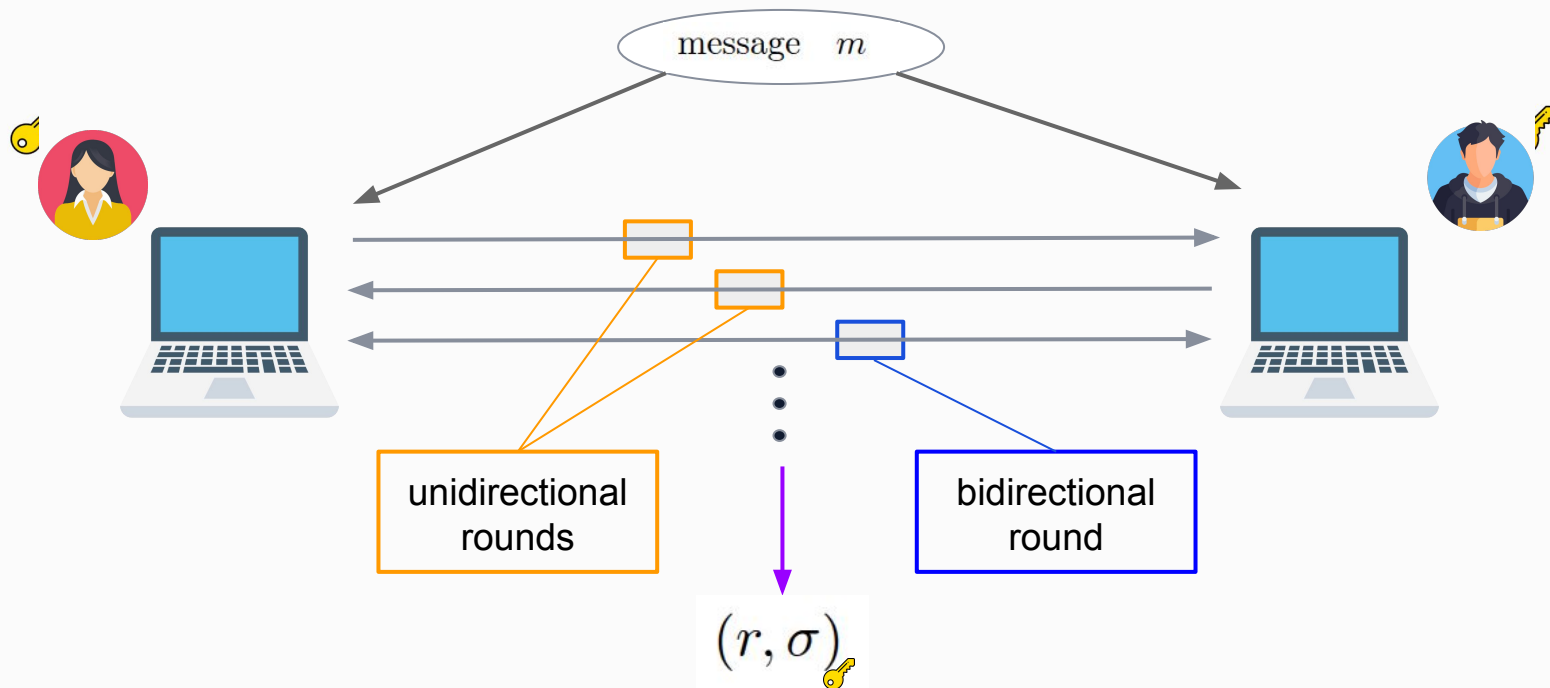 message m
unidirectional
rounds
bidirectional
round
(r, σ)